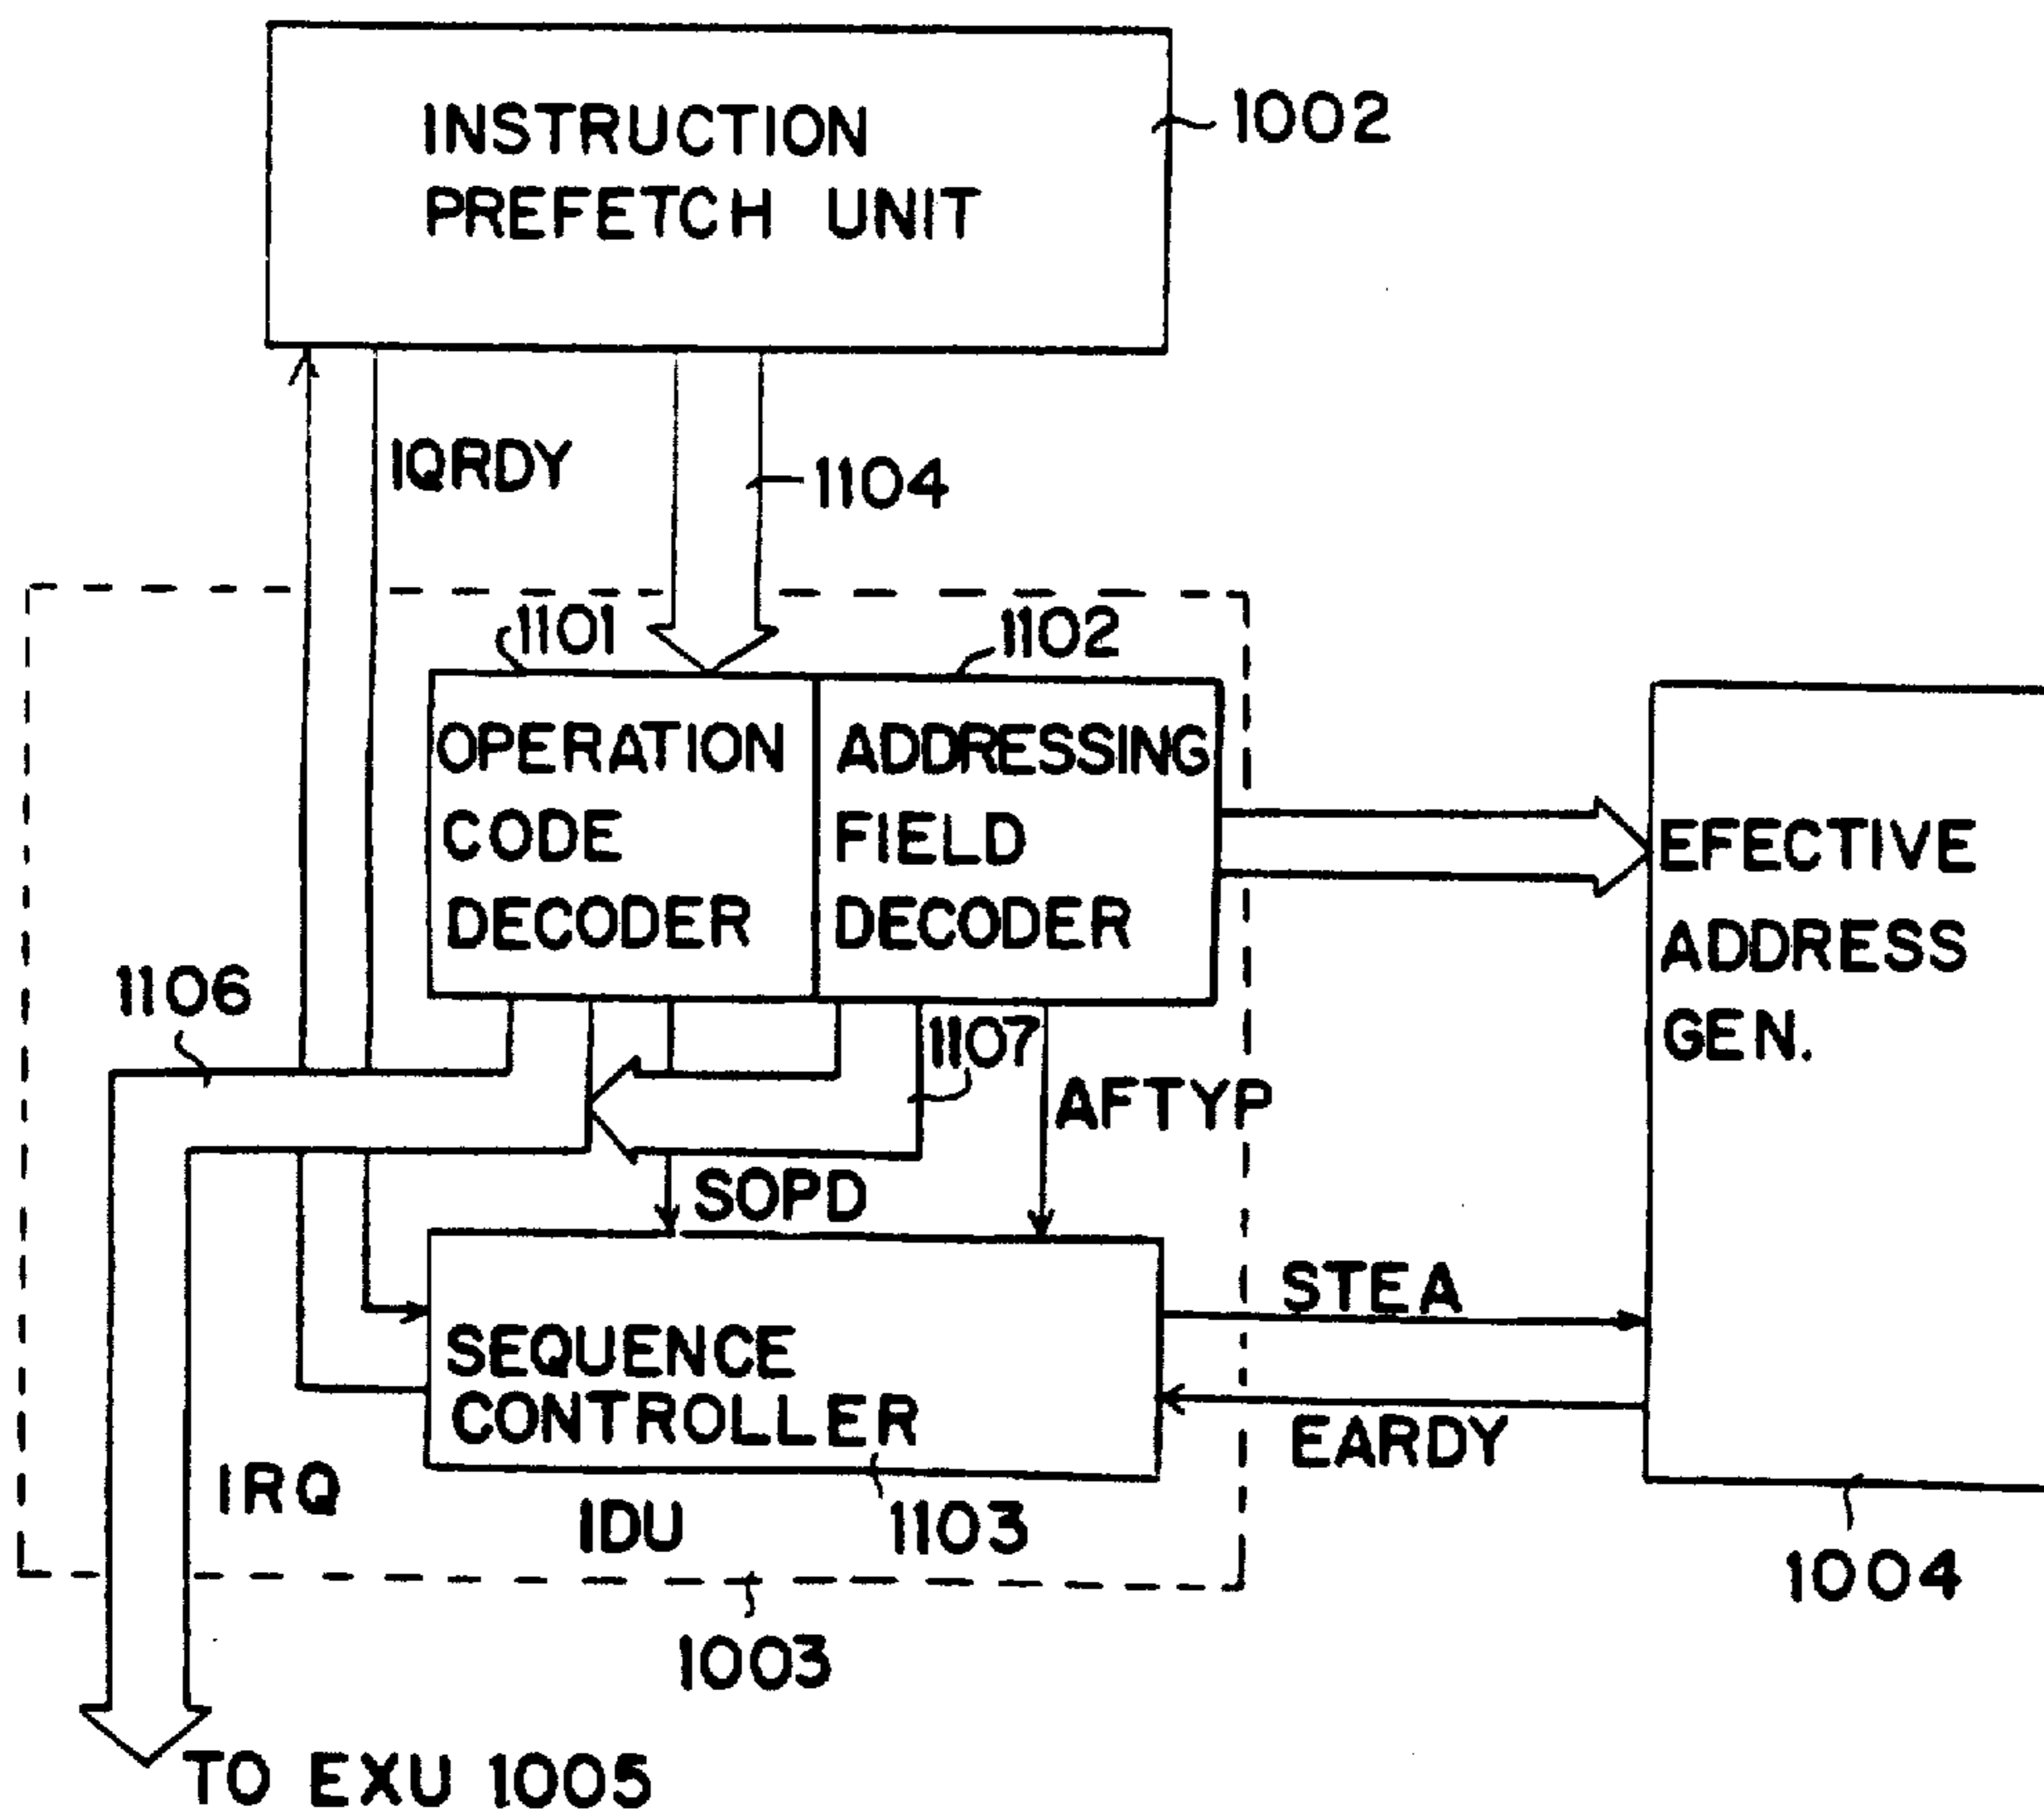 INSTRUCTION
PREFETCH UNIT
1002
IQRDY
1104
1101
1102
OPERATION
CODE
DECODER
ADDRESSING
FIELD
DECODER
EFECTIVE
ADDRESS
GEN.
1106
1107
AFTYP
SOPD
STEA
SEQUENCE
CONTROLLER
EARDY
IRQ
IDU
1103
1004
1003
TO EXU 1005